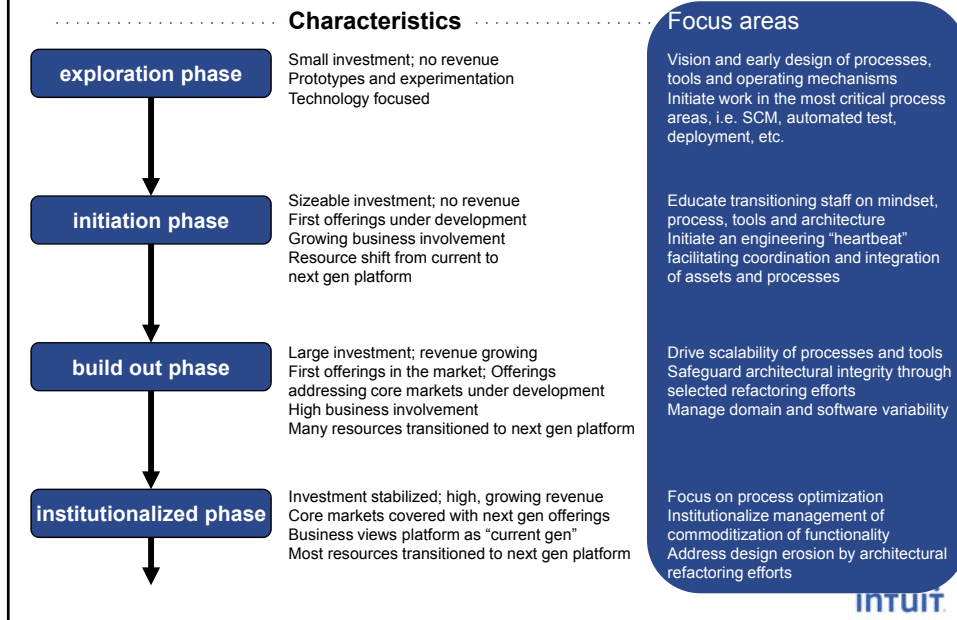 Characteristics
Focus areas
exploration phase
Small investment; no revenue
Prototypes and experimentation
Technology focused
Vision and early design of processes,
tools and operating mechanisms
Initiate work in the most critical process
areas, i.e. SCM, automated test,
deployment, etc.
initiation phase
Sizeable investment; no revenue
First offerings under development
Growing business involvement
Resource shift from current to
next gen platform
Educate transitioning staff on mindset,
process, tools and architecture
Initiate an engineering “heartbeat”
facilitating coordination and integration
of assets and processes
build out phase
Large investment; revenue growing
First offerings in the market; Offerings
addressing core markets under development
High business involvement
Many resources transitioned to next gen platform
Drive scalability of processes and tools
Safeguard architectural integrity through
selected refactoring efforts
Manage domain and software variability
institutionalized phase
Investment stabilized; high, growing revenue
Core markets covered with next gen offerings
Business views platform as “current gen”
Most resources transitioned to next gen platform
Focus on process optimization
Institutionalize management of
commoditization of functionality
Address design erosion by architectural
refactoring efforts
INTUIT